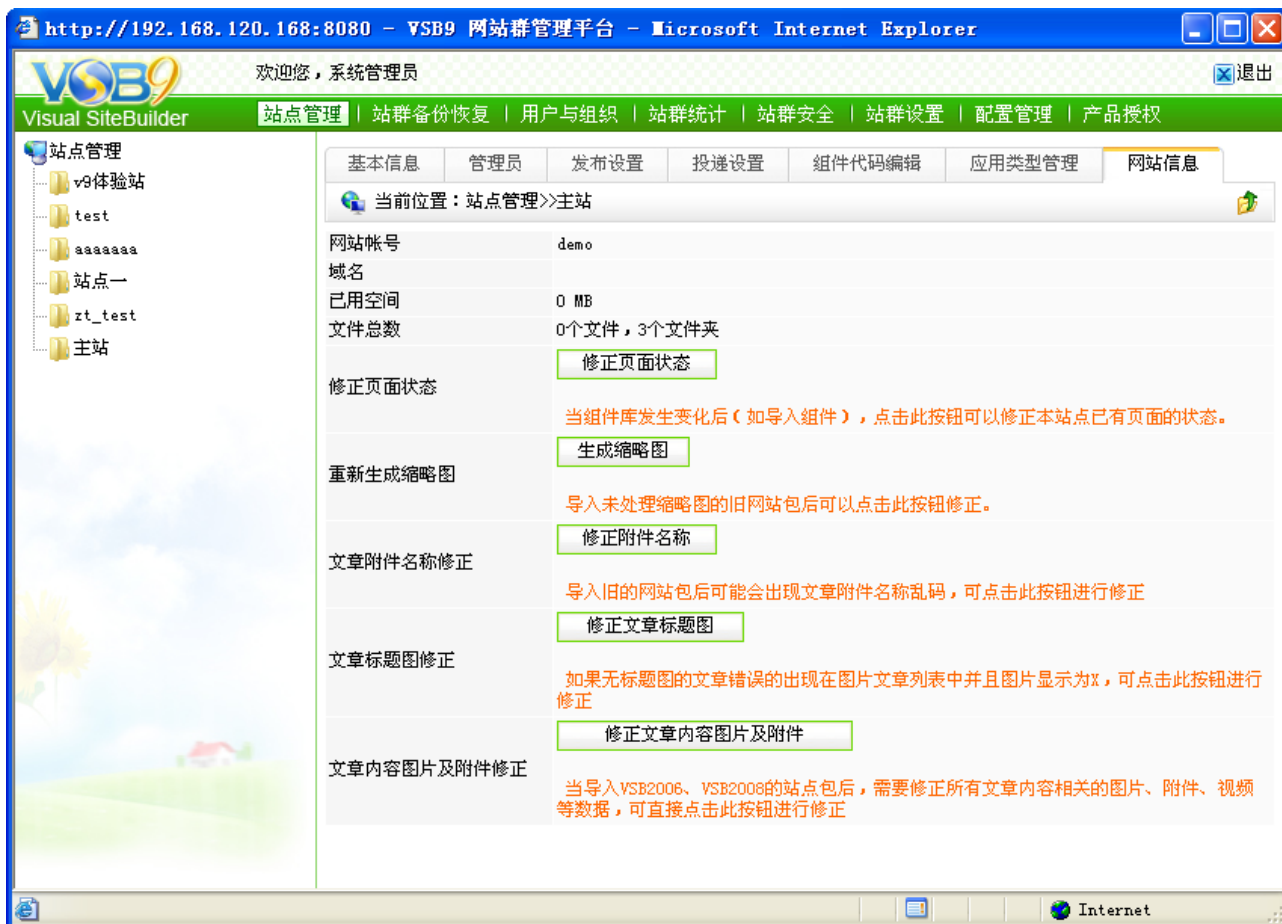 http://192.168.120.168:8080 - VSB9 网站群管理平台 - Microsoft Internet Explorer
VSB9
Visual SiteBuilder
欢迎您，系统管理员
退出
站点管理 | 站群备份恢复 | 用户与组织 | 站群统计 | 站群安全 | 站群设置 | 配置管理 | 产品授权
站点管理
v9体验站
test
aaaaaaa
站点一
zt_test
主站
基本信息 管理员 发布设置 投递设置 组件代码编辑 应用类型管理 网站信息
当前位置：站点管理>>主站
网站帐号 demo
域名
已用空间 0 MB
文件总数 0个文件，3个文件夹
修正页面状态
修正页面状态
当组件库发生变化后（如导入组件），点击此按钮可以修正本站点已有页面的状态。
重新生成缩略图
生成缩略图
导入未处理缩略图的旧网站包后可以点击此按钮修正。
文章附件名称修正
修正附件名称
导入旧的网站包后可能会出现文章附件名称乱码，可点击此按钮进行修正
文章标题图修正
修正文章标题图
如果无标题图的文章错误的出现在图片文章列表中并且图片显示为X，可点击此按钮进行
修正
文章内容图片及附件修正
修正文章内容图片及附件
当导入VSB2006、VSB2008的站点包后，需要修正所有文章内容相关的图片、附件、视频
等数据，可直接点击此按钮进行修正
Internet